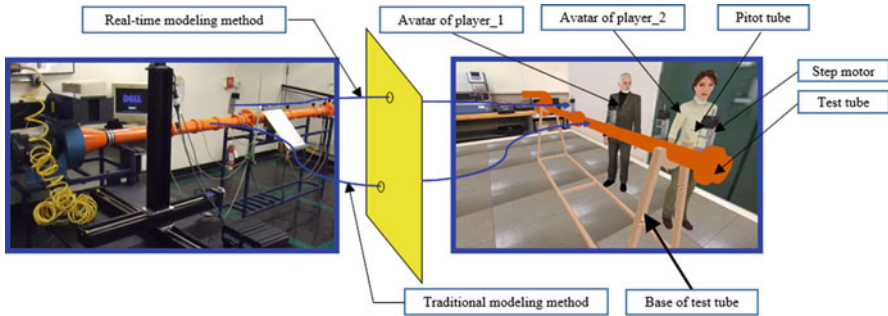 Real-time modeling method
Avatar of player_1
Avatar of player_2
Pitot tube
Step motor
Test tube
DELL
Traditional modeling method
Base of test tube